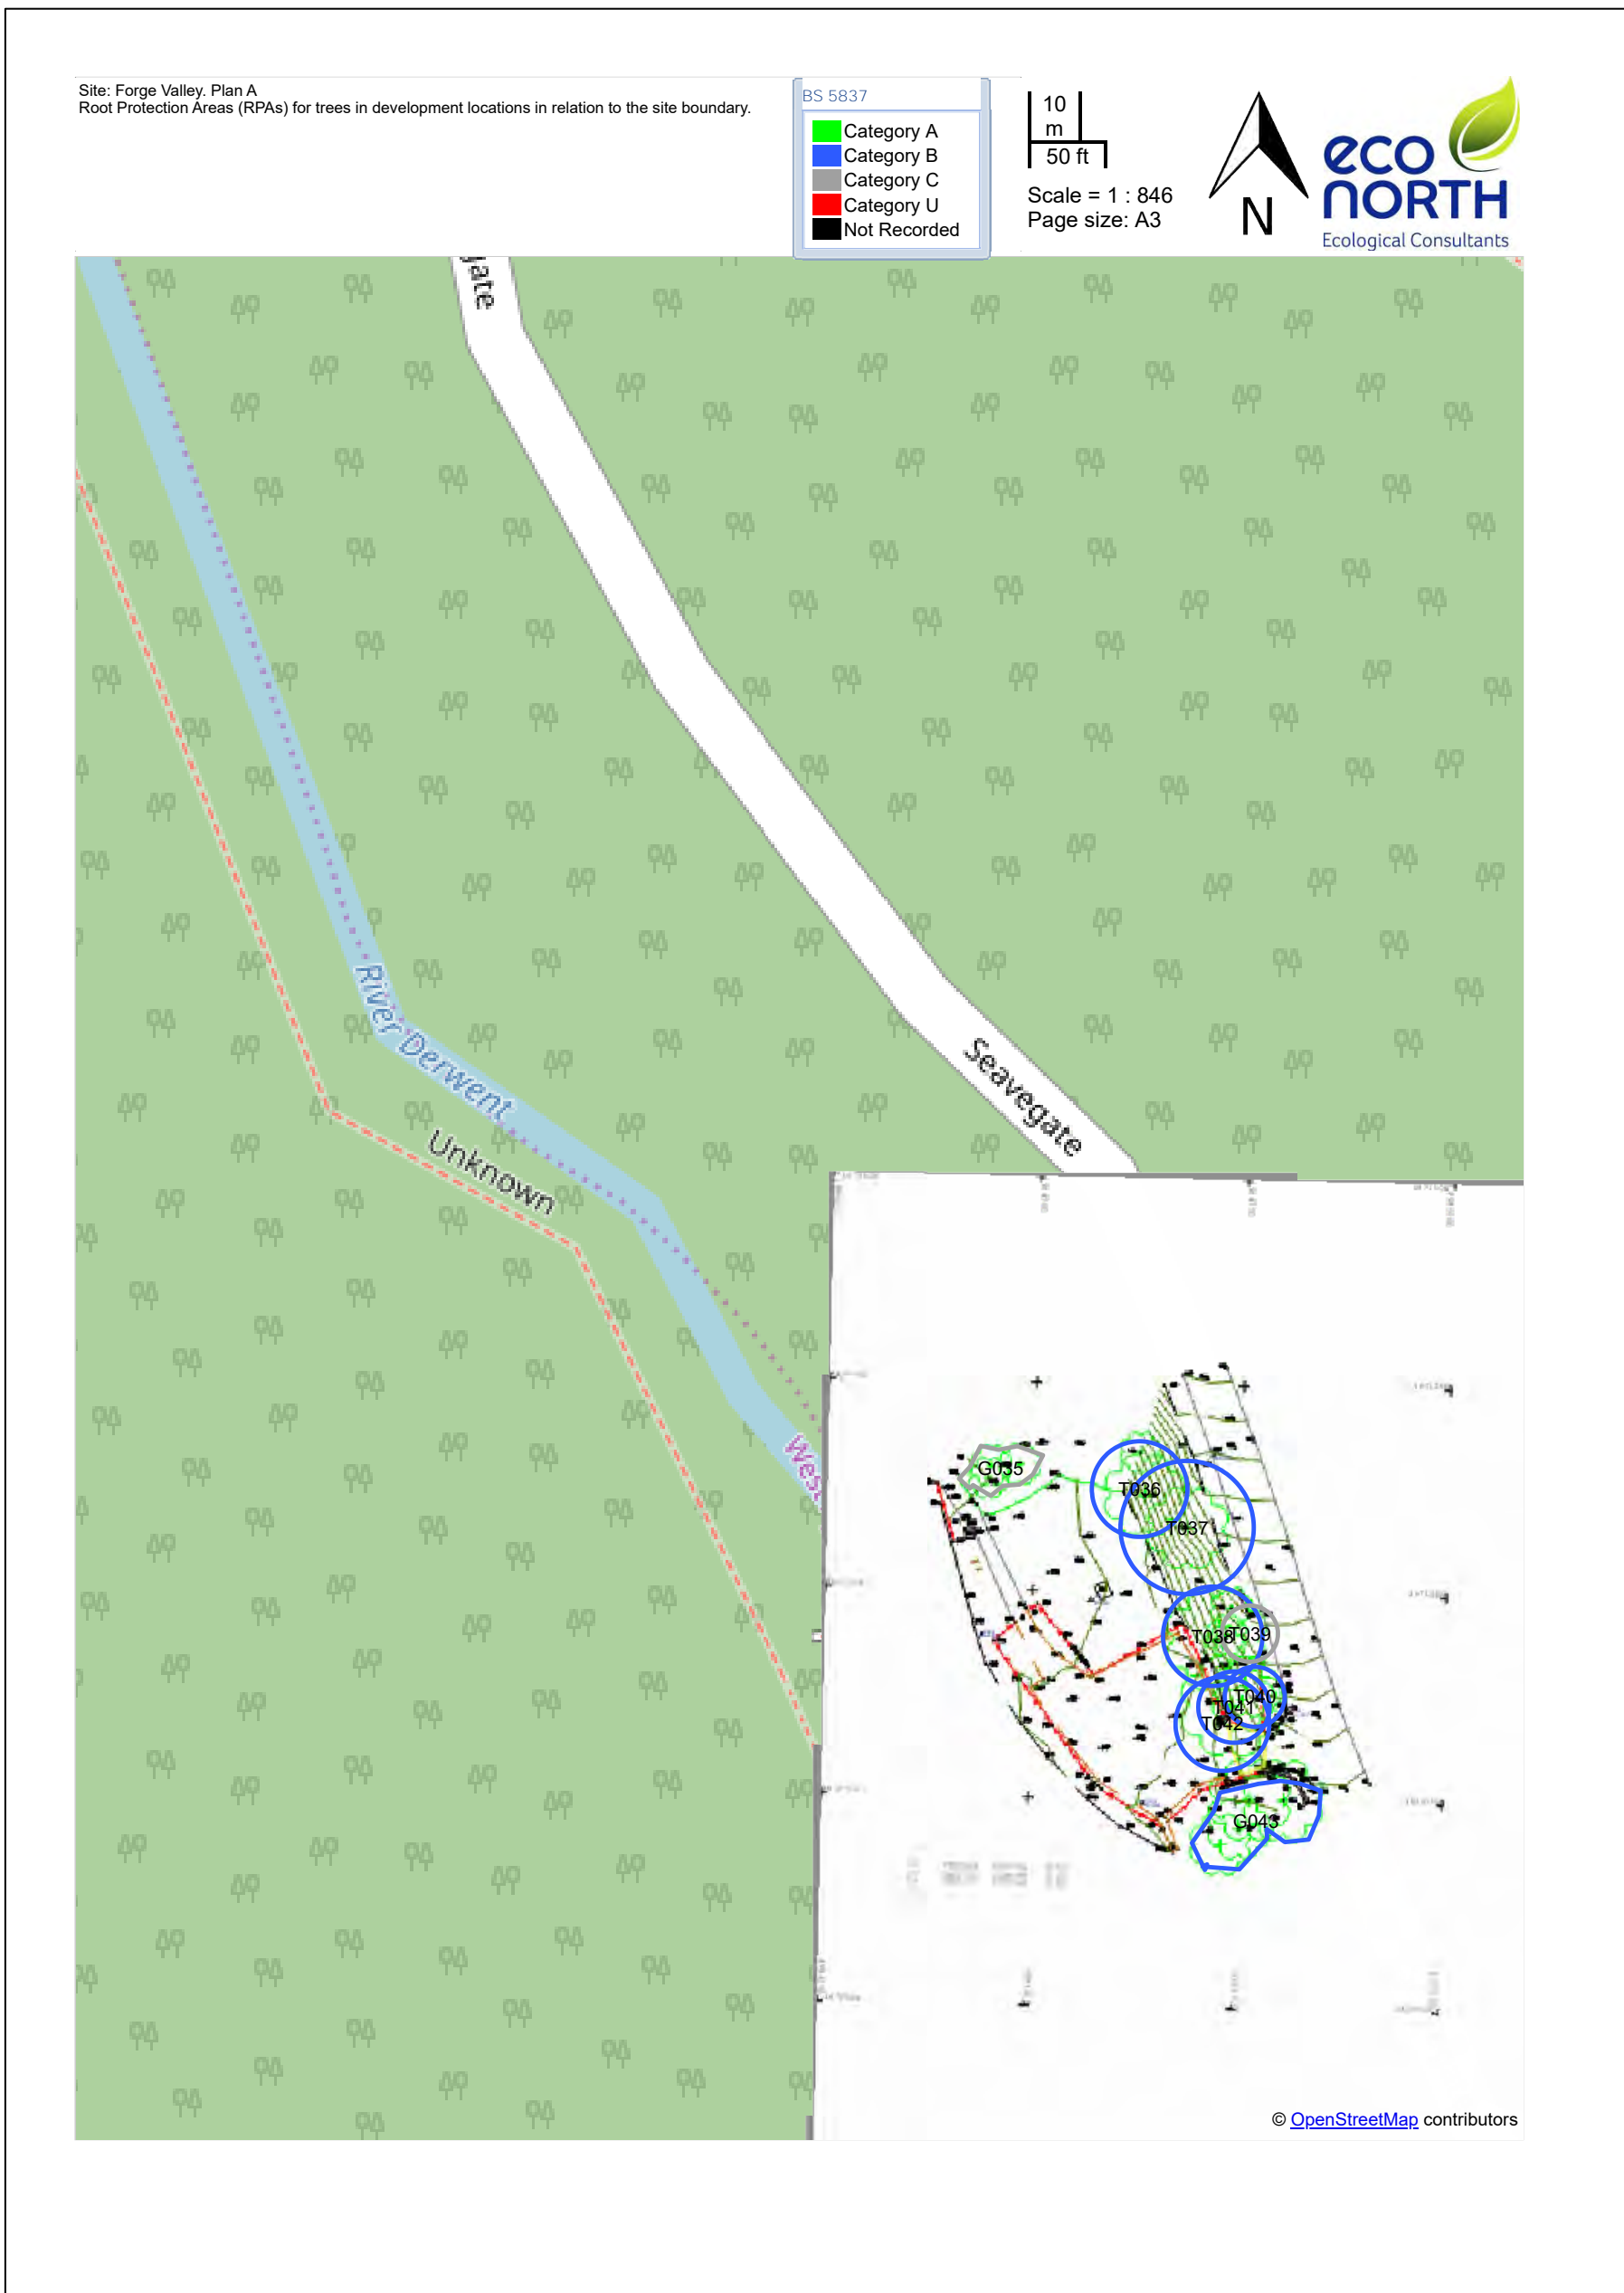 Site: Forge Valley. Plan A
Root Protection Areas (RPAs) for trees in development locations in relation to the site boundary.
BS 5837
Category A
Category B
Category C
Category U
Not Recorded
10
m
50 ft
Scale = 1 : 846
Page size: A3
N
eco
NORTH
Ecological Consultants
gate
River Derwent
Unknown
Seavegate
West
G035
T036
T037
T038
T039
T040
T041
T042
G043
© OpenStreetMap contributors